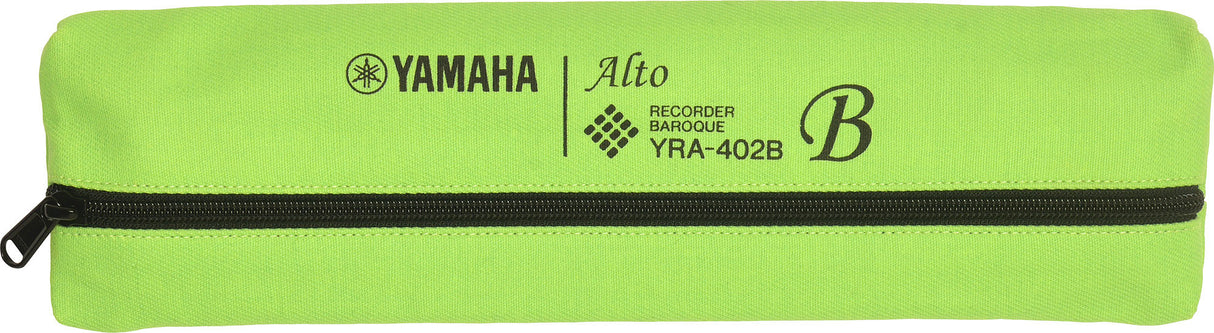 YAMAHA
Alto
RECORDER
BAROQUE
YRA-402B
B